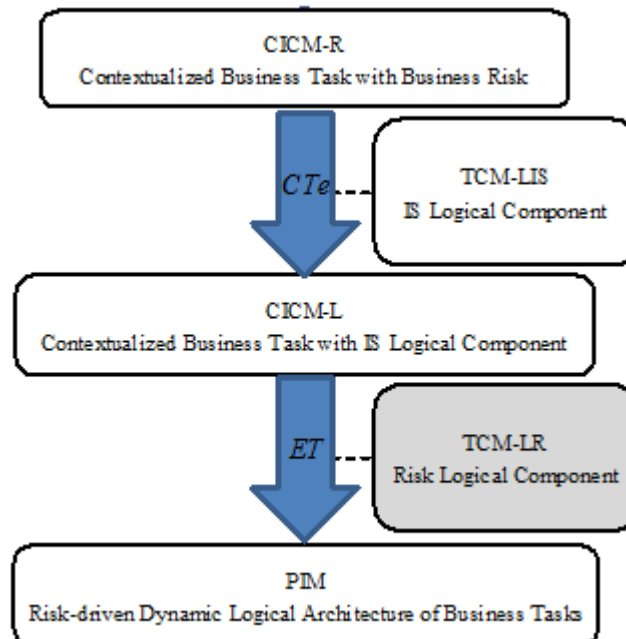 CICM-R
Contextualized Business Task with Business Risk
CTe
TCM-LIS
IS Logical Component
CICM-L
Contextualized Business Task with IS Logical Component
ET
TCM-LR
Risk Logical Component
PIM
Risk-driven Dynamic Logical Architecture of Business Tasks